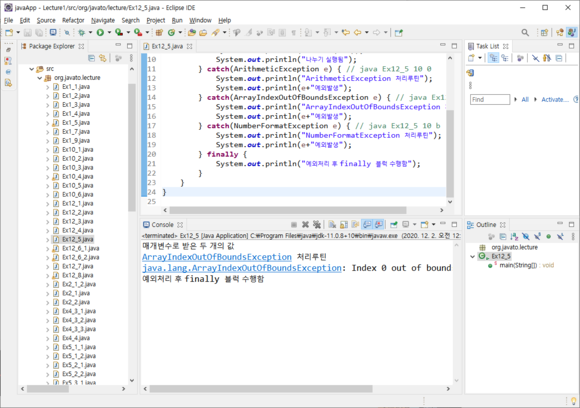 javaApp - Lecture1/src/org/javato/lecture/Ex12_5.java - Eclipse IDE
File Edit Source Refactor Navigate Search Project Run Window Help
Package Explorer
src
org.javato.lecture
Ex1_1.java
Ex1_2.java
Ex1_3.java
Ex1_4.java
Ex1_5.java
Ex1_7.java
Ex1_9.java
Ex10_1.java
Ex10_2.java
Ex10_3.java
Ex10_4.java
Ex10_5.java
Ex10_6.java
Ex12_1.java
Ex12_2.java
Ex12_3.java
Ex12_4.java
Ex12_5.java
Ex12_6_1.java
Ex12_6_2.java
Ex12_7.java
Ex12_8.java
Ex2_1_2.java
Ex2_1.java
Ex2_2.java
Ex4_3_1.java
Ex4_3_2.java
Ex4_3_3.java
Ex4_4.java
Ex5_1_1.java
Ex5_1_2.java
Ex5_2_1.java
Ex5_2_2.java
Ex5_3_1.java
Ex12_5.java
10 System.out.println("나누기 실행됨");
11 } catch(ArithmeticException e) { // java Ex12_5 10 0
12 System.out.println("ArithmeticException 처리루틴");
13 System.out.println(e+"예외발생");
14 } catch(ArrayIndexOutOfBoundsException e) { // java Ex1
15 System.out.println("ArrayIndexOutOfBoundsException
16 System.out.println(e+"예외발생");
17 } catch(NumberFormatException e) { // java Ex12_5 10 b
18 System.out.println("NumberFormatException 처리루틴");
19 System.out.println(e+"예외발생");
20 } finally {
21 System.out.println("예외처리 후 finally 블럭 수행함");
22 }
23 }
24 }
25
Console
<terminated> Ex12_5 [Java Application] C:\Program Files\Java\jdk-11.0.8+10\bin\javaw.exe (2020. 12. 2. 오전 12:
매개변수로 받은 두 개의 값
ArrayIndexOutOfBoundsException 처리루틴
java.lang.ArrayIndexOutOfBoundsException: Index 0 out of bound
예외처리 후 finally 블럭 수행함
Task List
Find
All
Activate...
Outline
org.javato.lecture
Ex12_5
main(String[]) : void